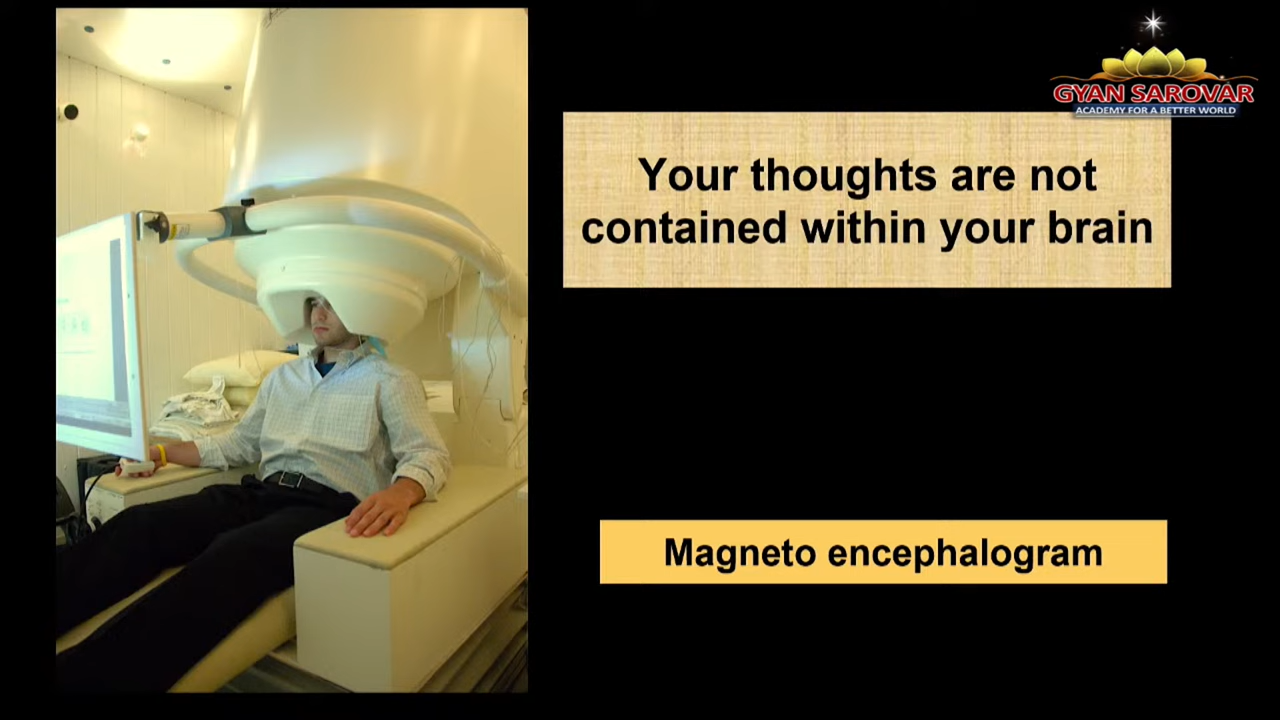 GYAN SAROVAR
ACADEMY FOR A BETTER WORLD
Your thoughts are not
contained within your brain
Magneto encephalogram